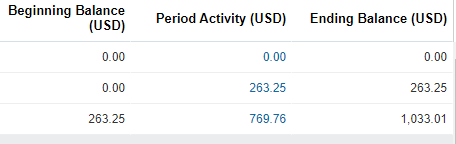 Beginning Balance Period Activity (USD) Ending Balance (USD)
(USD)
0.00 0.00 0.00
0.00 263.25 263.25
263.25 769.76 1,033.01